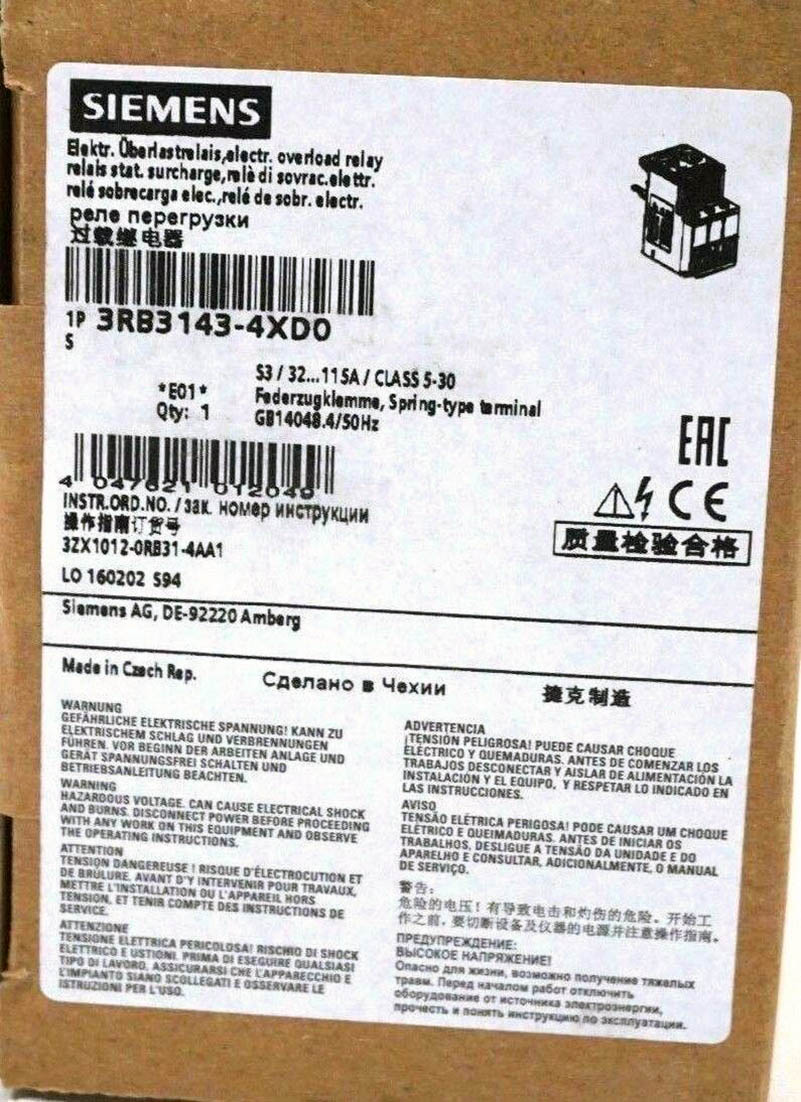 SIEMENS
Elektr. Überlastrelais,electr. overload relay
relais stat. surcharge,relè di sovrac.elettr.
relé sobrecarga elec.,relé de sobr. electr.
реле перегрузки
过载继电器
1P 3RB3143-4XD0
S
S3 / 32...115A / CLASS 5-30
*E01*
Federzugklemme, Spring-type terminal
Qty: 1
GB14048.4/50Hz
EAC
4 047621 012049
CE
INSTR.ORD.NO. / зак. номер инструкции
操作指南订货号
质量检验合格
3ZX1012-0RB31-4AA1
LO 160202 S94
Siemens AG, DE-92220 Amberg
Made in Czech Rep.
Сделано в Чехии
捷克制造
WARNUNG
GEFÄHRLICHE ELEKTRISCHE SPANNUNG! KANN ZU
ELEKTRISCHEM SCHLAG UND VERBRENNUNGEN
FÜHREN. VOR BEGINN DER ARBEITEN ANLAGE UND
GERÄT SPANNUNGSFREI SCHALTEN UND
BETRIEBSANLEITUNG BEACHTEN.
WARNING
HAZARDOUS VOLTAGE. CAN CAUSE ELECTRICAL SHOCK
AND BURNS. DISCONNECT POWER BEFORE PROCEEDING
WITH ANY WORK ON THIS EQUIPMENT AND OBSERVE
THE OPERATING INSTRUCTIONS.
ATTENTION
TENSION DANGEREUSE ! RISQUE D'ÉLECTROCUTION ET
DE BRÛLURE. AVANT D'Y INTERVENIR POUR TRAVAUX,
METTRE L'INSTALLATION OU L'APPAREIL HORS
TENSION, ET TENIR COMPTE DES INSTRUCTIONS DE
SERVICE.
ATTENZIONE
TENSIONE ELETTRICA PERICOLOSA! RISCHIO DI SHOCK
ELETTRICO E USTIONI. PRIMA DI ESEGUIRE QUALSIASI
TIPO DI LAVORO, ASSICURARSI CHE L'APPARECCHIO E
L'IMPIANTO SIANO SCOLLEGATI E OSSERVARE LE
ISTRUZIONI PER L'USO.
ADVERTENCIA
¡TENSIÓN PELIGROSA! PUEDE CAUSAR CHOQUE
ELÉCTRICO Y QUEMADURAS. ANTES DE COMENZAR LOS
TRABAJOS DESCONECTAR Y AISLAR DE ALIMENTACIÓN LA
INSTALACIÓN Y EL EQUIPO, Y RESPETAR LO INDICADO EN
LAS INSTRUCCIONES.
AVISO
TENSÃO ELÉTRICA PERIGOSA! PODE CAUSAR UM CHOQUE
ELÉTRICO E QUEIMADURAS. ANTES DE INICIAR OS
TRABALHOS, DESLIGUE A TENSÃO DA UNIDADE E DO
APARELHO E CONSULTAR, ADICIONALMENTE, O MANUAL
DE SERVIÇO.
警告:
危险的电压！有导致电击和灼伤的危险。开始工
作之前，要切断设备及仪器的电源并注意操作指南。
ПРЕДУПРЕЖДЕНИЕ:
ВЫСОКОЕ НАПРЯЖЕНИЕ!
Опасно для жизни, возможно получение тяжелых
травм. Перед началом работ отключить
оборудование от источника электроэнергии,
прочесть и понять инструкцию по эксплуатации.